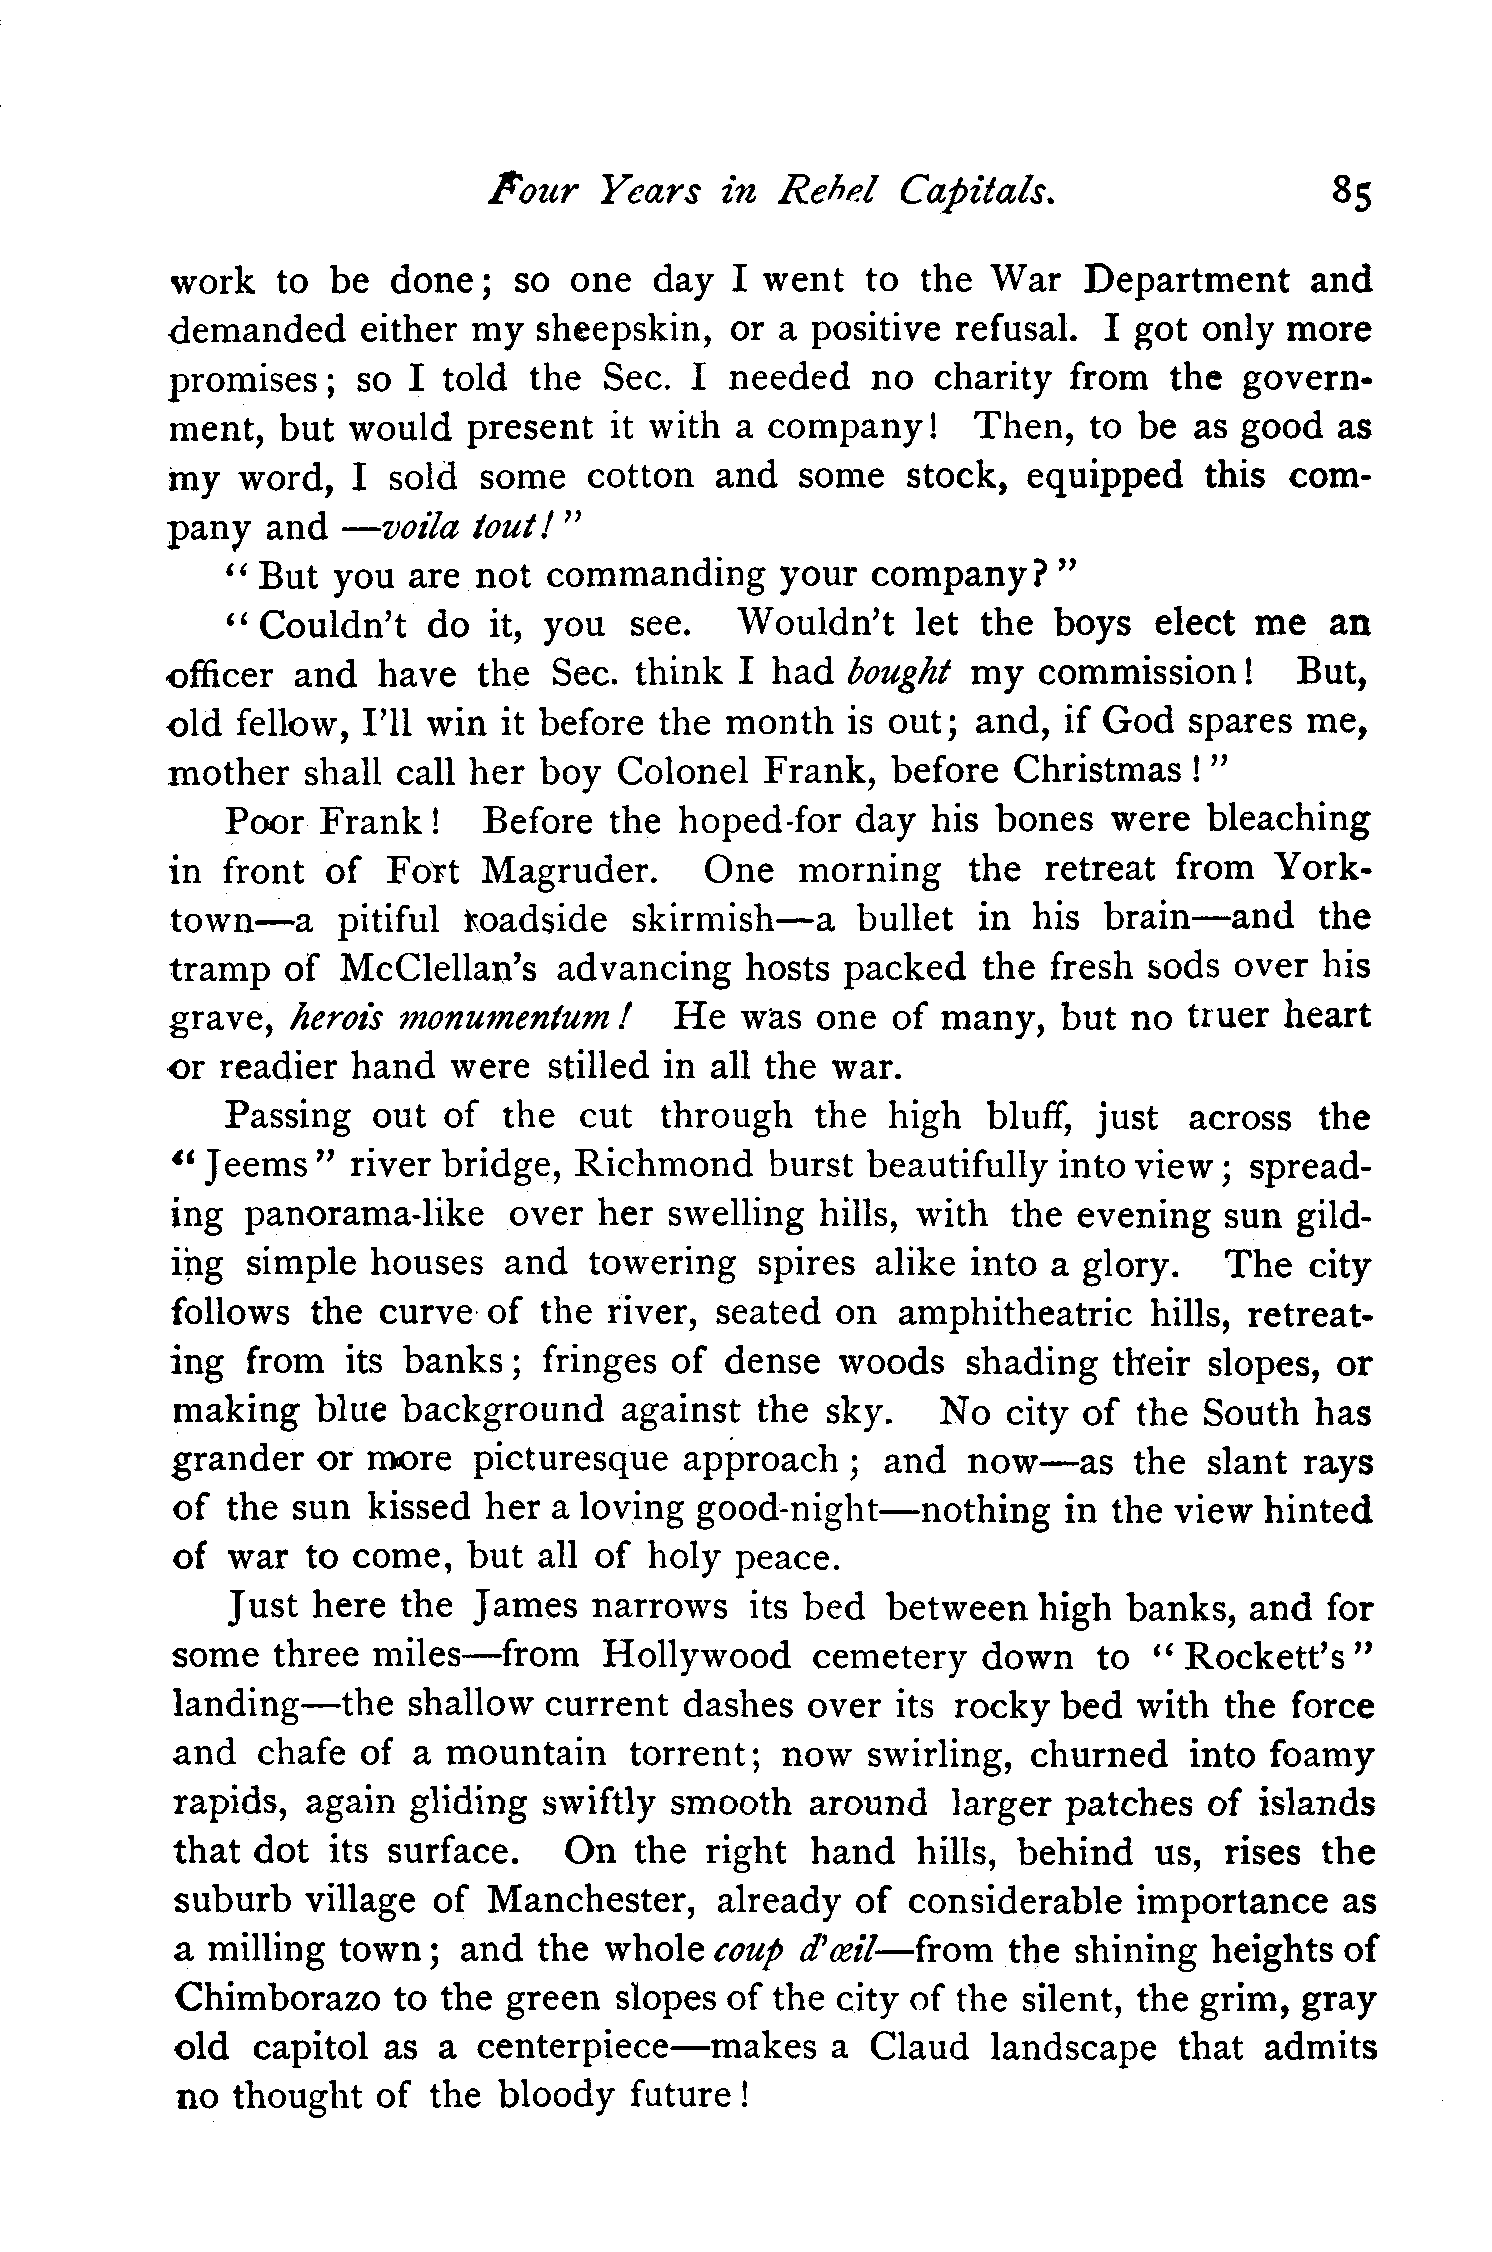 Four Years in Rebel Capitals. 85
work to be done; so one day I went to the War Department and
demanded either my sheepskin, or a positive refusal. I got only more
promises; so I told the Sec. I needed no charity from the govern-
ment, but would present it with a company! Then, to be as good as
my word, I sold some cotton and some stock, equipped this com-
pany and —voila tout!"
"But you are not commanding your company?"
"Couldn't do it, you see. Wouldn't let the boys elect me an
officer and have the Sec. think I had bought my commission! But,
old fellow, I'll win it before the month is out; and, if God spares me,
mother shall call her boy Colonel Frank, before Christmas!"
Poor Frank! Before the hoped-for day his bones were bleaching
in front of Fort Magruder. One morning the retreat from York-
town—a pitiful roadside skirmish—a bullet in his brain—and the
tramp of McClellan's advancing hosts packed the fresh sods over his
grave, herois monumentum! He was one of many, but no truer heart
or readier hand were stilled in all the war.
Passing out of the cut through the high bluff, just across the
"Jeems" river bridge, Richmond burst beautifully into view; spread-
ing panorama-like over her swelling hills, with the evening sun gild-
ing simple houses and towering spires alike into a glory. The city
follows the curve of the river, seated on amphitheatric hills, retreat-
ing from its banks; fringes of dense woods shading their slopes, or
making blue background against the sky. No city of the South has
grander or more picturesque approach; and now—as the slant rays
of the sun kissed her a loving good-night—nothing in the view hinted
of war to come, but all of holy peace.
Just here the James narrows its bed between high banks, and for
some three miles—from Hollywood cemetery down to "Rockett's"
landing—the shallow current dashes over its rocky bed with the force
and chafe of a mountain torrent; now swirling, churned into foamy
rapids, again gliding swiftly smooth around larger patches of islands
that dot its surface. On the right hand hills, behind us, rises the
suburb village of Manchester, already of considerable importance as
a milling town; and the whole coup d'œil—from the shining heights of
Chimborazo to the green slopes of the city of the silent, the grim, gray
old capitol as a centerpiece—makes a Claud landscape that admits
no thought of the bloody future!